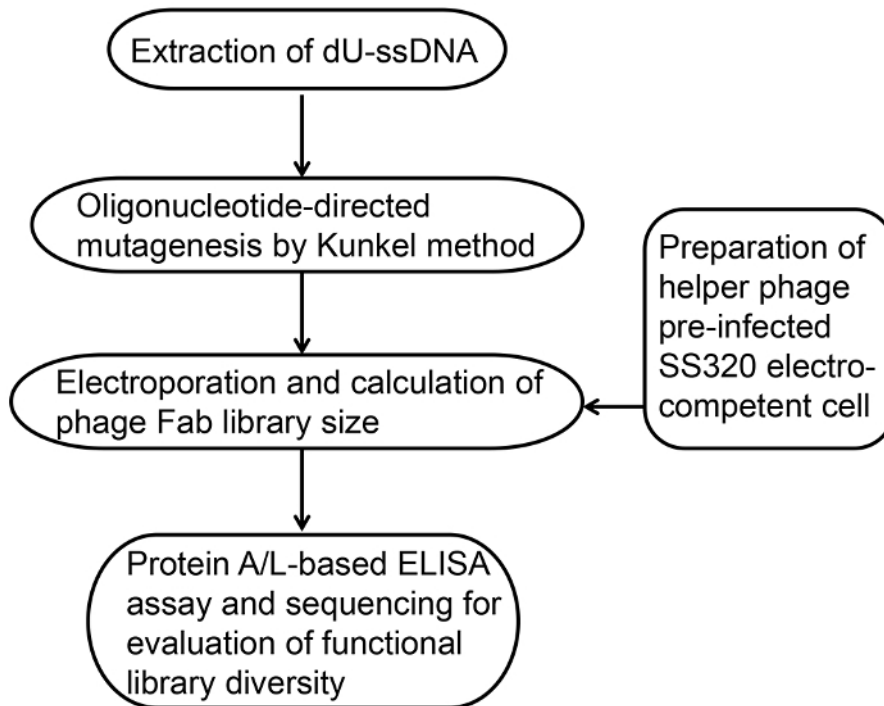 Extraction of dU-ssDNA
Oligonucleotide-directed
mutagenesis by Kunkel method
Preparation of
helper phage
pre-infected
SS320 electro-
competent cell
Electroporation and calculation of
phage Fab library size
Protein A/L-based ELISA
assay and sequencing for
evaluation of functional
library diversity